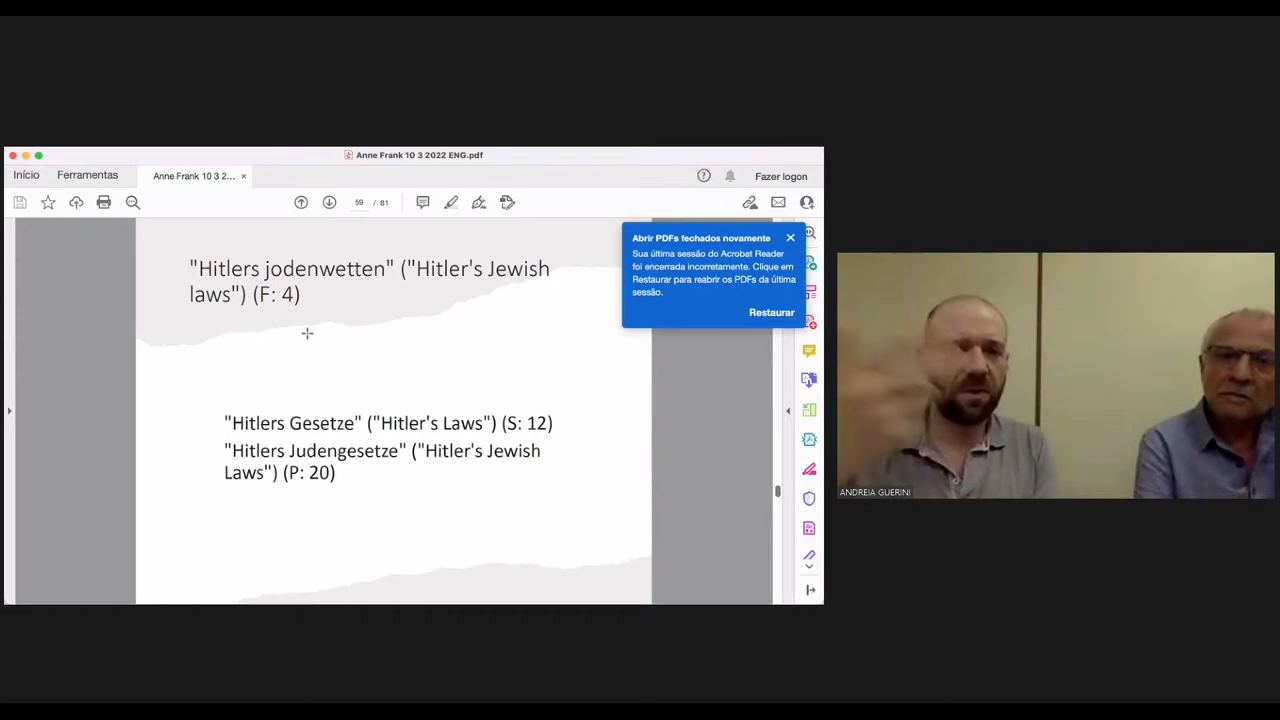 Anne Frank 10 3 2022 ENG.pdf
Início
Ferramentas
Anne Frank 10 3 2... ×
Fazer logon
59 / 81
"Hitlers jodenwetten" ("Hitler's Jewish
laws") (F: 4)
Abrir PDFs fechados novamente
Sua última sessão do Acrobat Reader
foi encerrada incorretamente. Clique em
Restaurar para reabrir os PDFs da última
sessão.
Restaurar
"Hitlers Gesetze" ("Hitler's Laws") (S: 12)
"Hitlers Judengesetze" ("Hitler's Jewish
Laws") (P: 20)
ANDREIA GUERINI